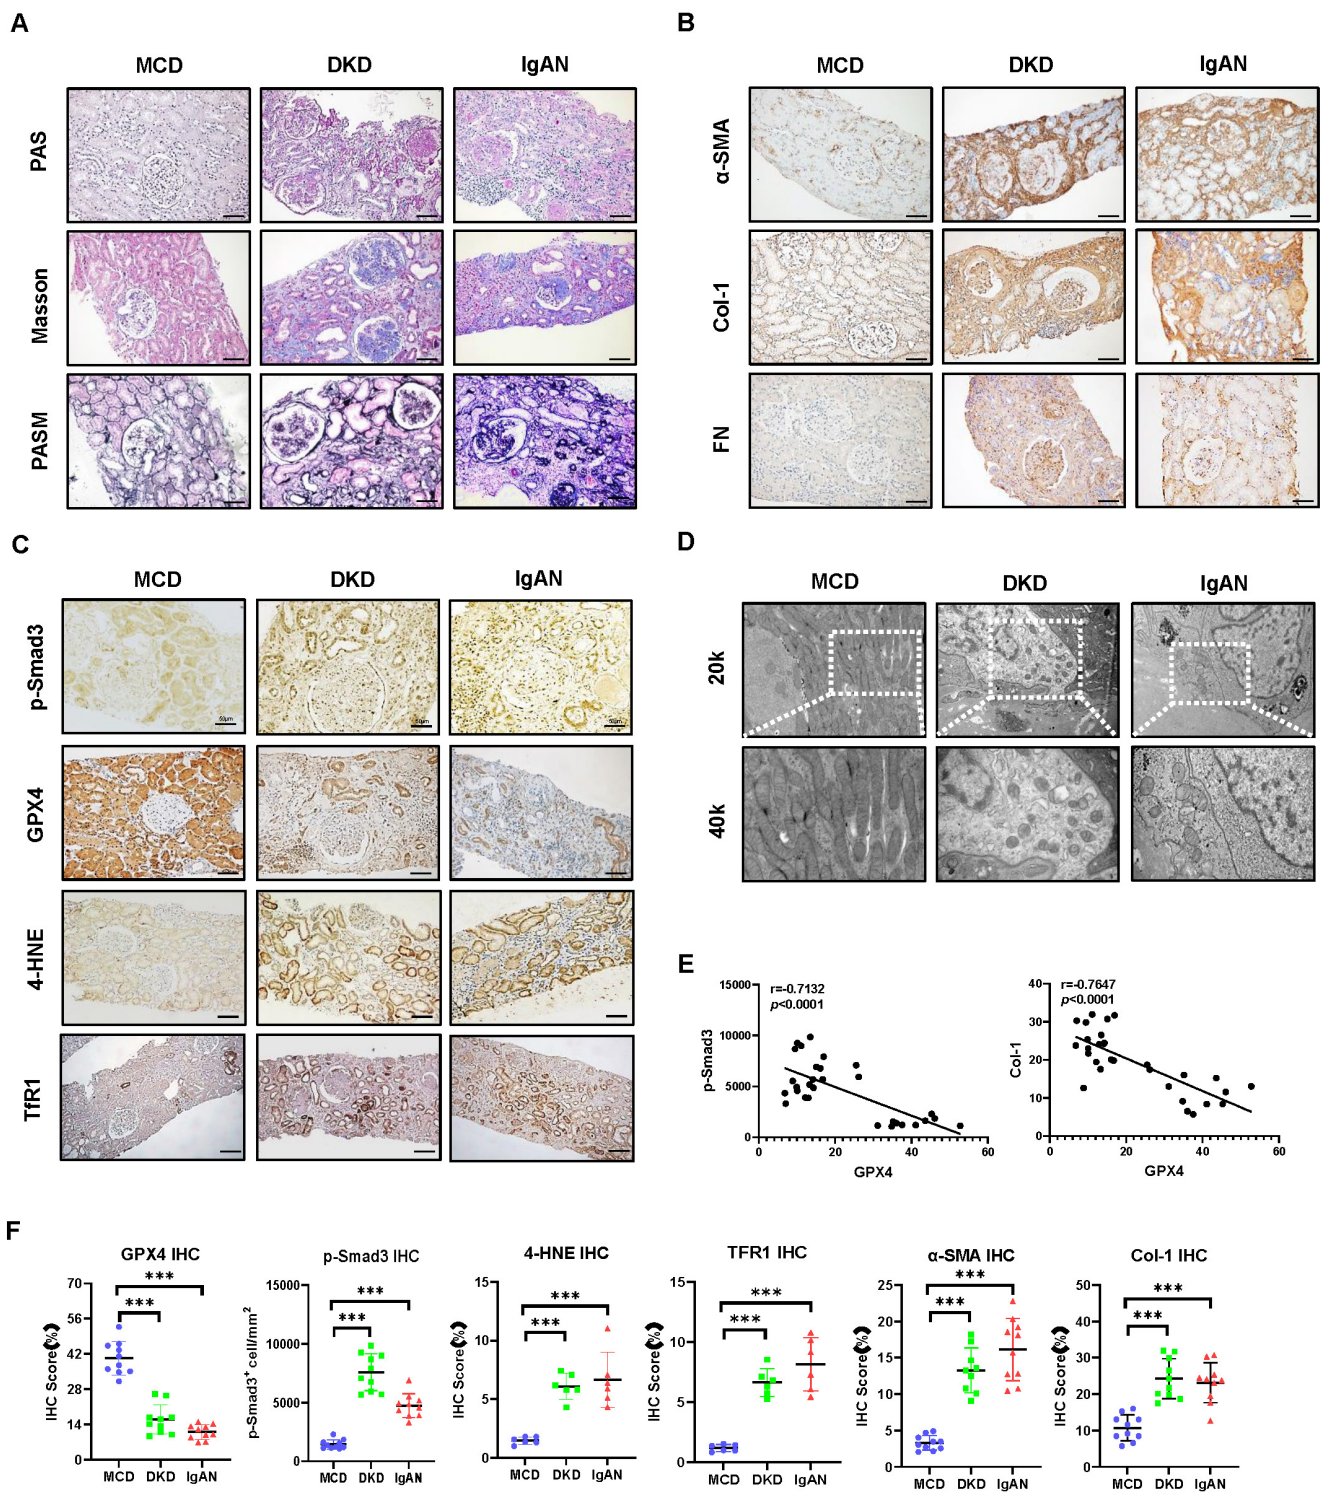 A
MCD DKD IgAN
PAS
Masson
PASM
B
MCD DKD IgAN
α-SMA
Col-1
FN
C
MCD DKD IgAN
p-Smad3
50μm 50μm 50μm
GPX4
4-HNE
TfR1
D
MCD DKD IgAN
20k
40k
E
15000
10000
5000
0
p-Smad3
r=-0.7132
p<0.0001
0 20 40 60
GPX4
40
30
20
10
0
Col-1
r=-0.7647
p<0.0001
0 20 40 60
GPX4
F
GPX4 IHC
IHC Score(%)
70
56
42
28
14
0
***
***
MCD DKD IgAN
p-Smad3 IHC
p-Smad3+ cell/mm2
15000
10000
5000
0
***
***
MCD DKD IgAN
4-HNE IHC
IHC Score(%)
15
10
5
0
***
***
MCD DKD IgAN
TFR1 IHC
IHC Score(%)
15
10
5
0
***
***
MCD DKD IgAN
α-SMA IHC
IHC Score(%)
25
20
15
10
5
0
***
***
MCD DKD IgAN
Col-1 IHC
IHC Score(%)
50
40
30
20
10
0
***
***
MCD DKD IgAN